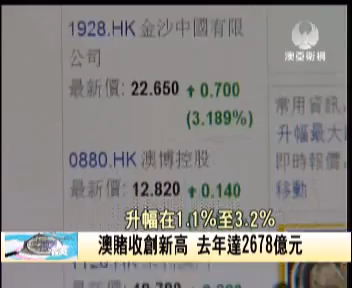 1928.HK 金沙中國有限
公司
最新價: 22.650 ↑ 0.700
(3.189%)
0880.HK 澳博控股
最新價: 12.820 ↑ 0.140
澳亞衛視
常用資訊
升幅最大
即時報價
移動
升幅在1.1%至3.2%
澳賭收創新高 去年達2678億元